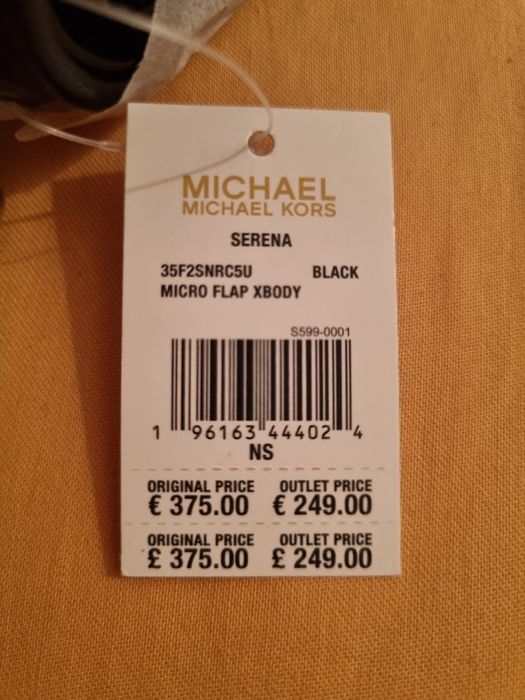 MICHAEL
MICHAEL KORS
SERENA
35F2SNRC5U BLACK
MICRO FLAP XBODY
S599-0001
1 96163 44402 4
NS
ORIGINAL PRICE OUTLET PRICE
€ 375.00 € 249.00
ORIGINAL PRICE OUTLET PRICE
£ 375.00 £ 249.00